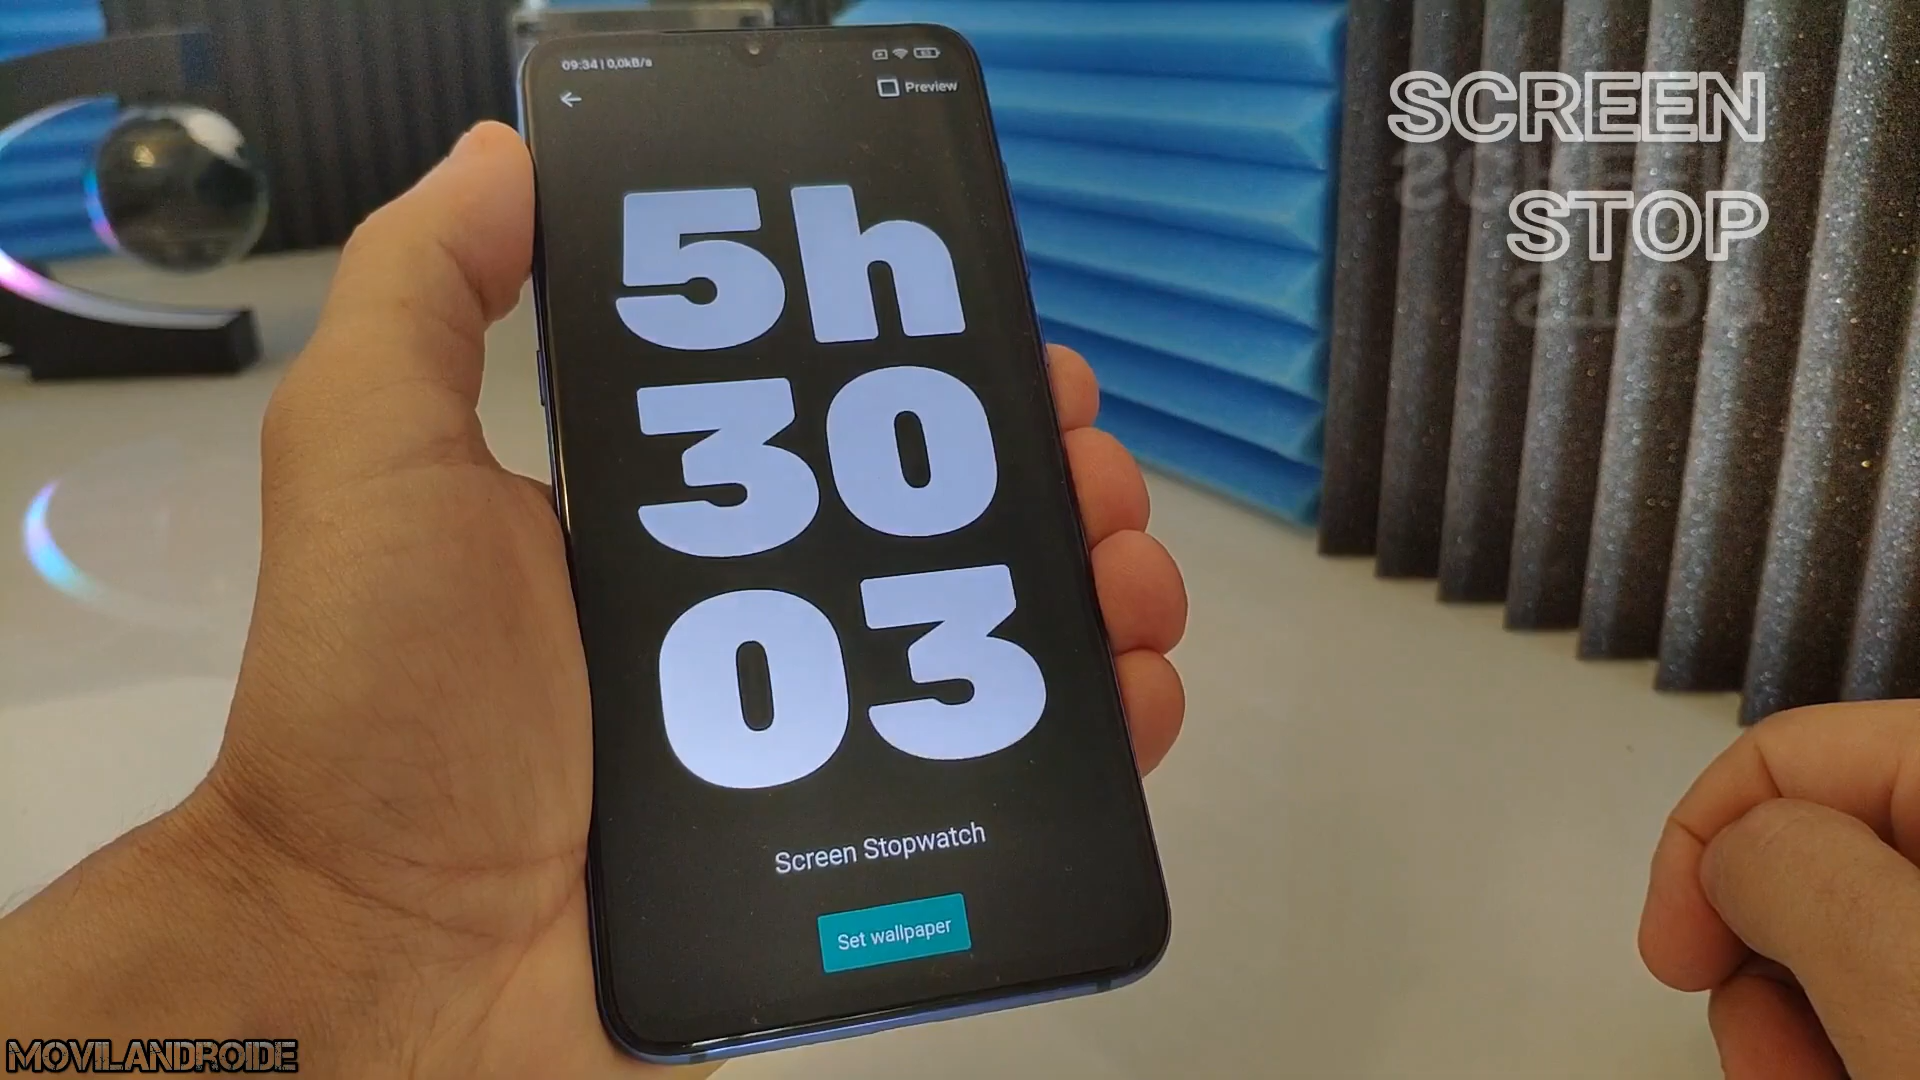 09:34 | 0,0kB/s
Preview
5h
30
03
Screen Stopwatch
Set wallpaper
SCREEN
STOP
MOVILANDROIDE